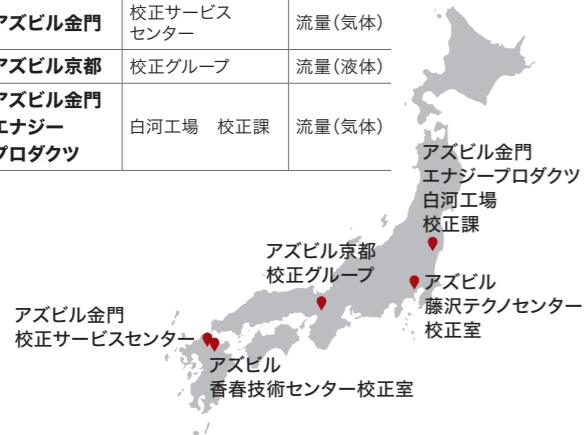 アズビル金門
校正サービス
センター
流量（気体）
アズビル京都
校正グループ
流量（液体）
アズビル金門
エナジー
プロダクツ
白河工場　校正課
流量（気体）
アズビル金門
エナジープロダクツ
白河工場
校正課
アズビル京都
校正グループ
アズビル
藤沢テクノセンター
校正室
アズビル金門
校正サービスセンター
アズビル
香春技術センター校正室